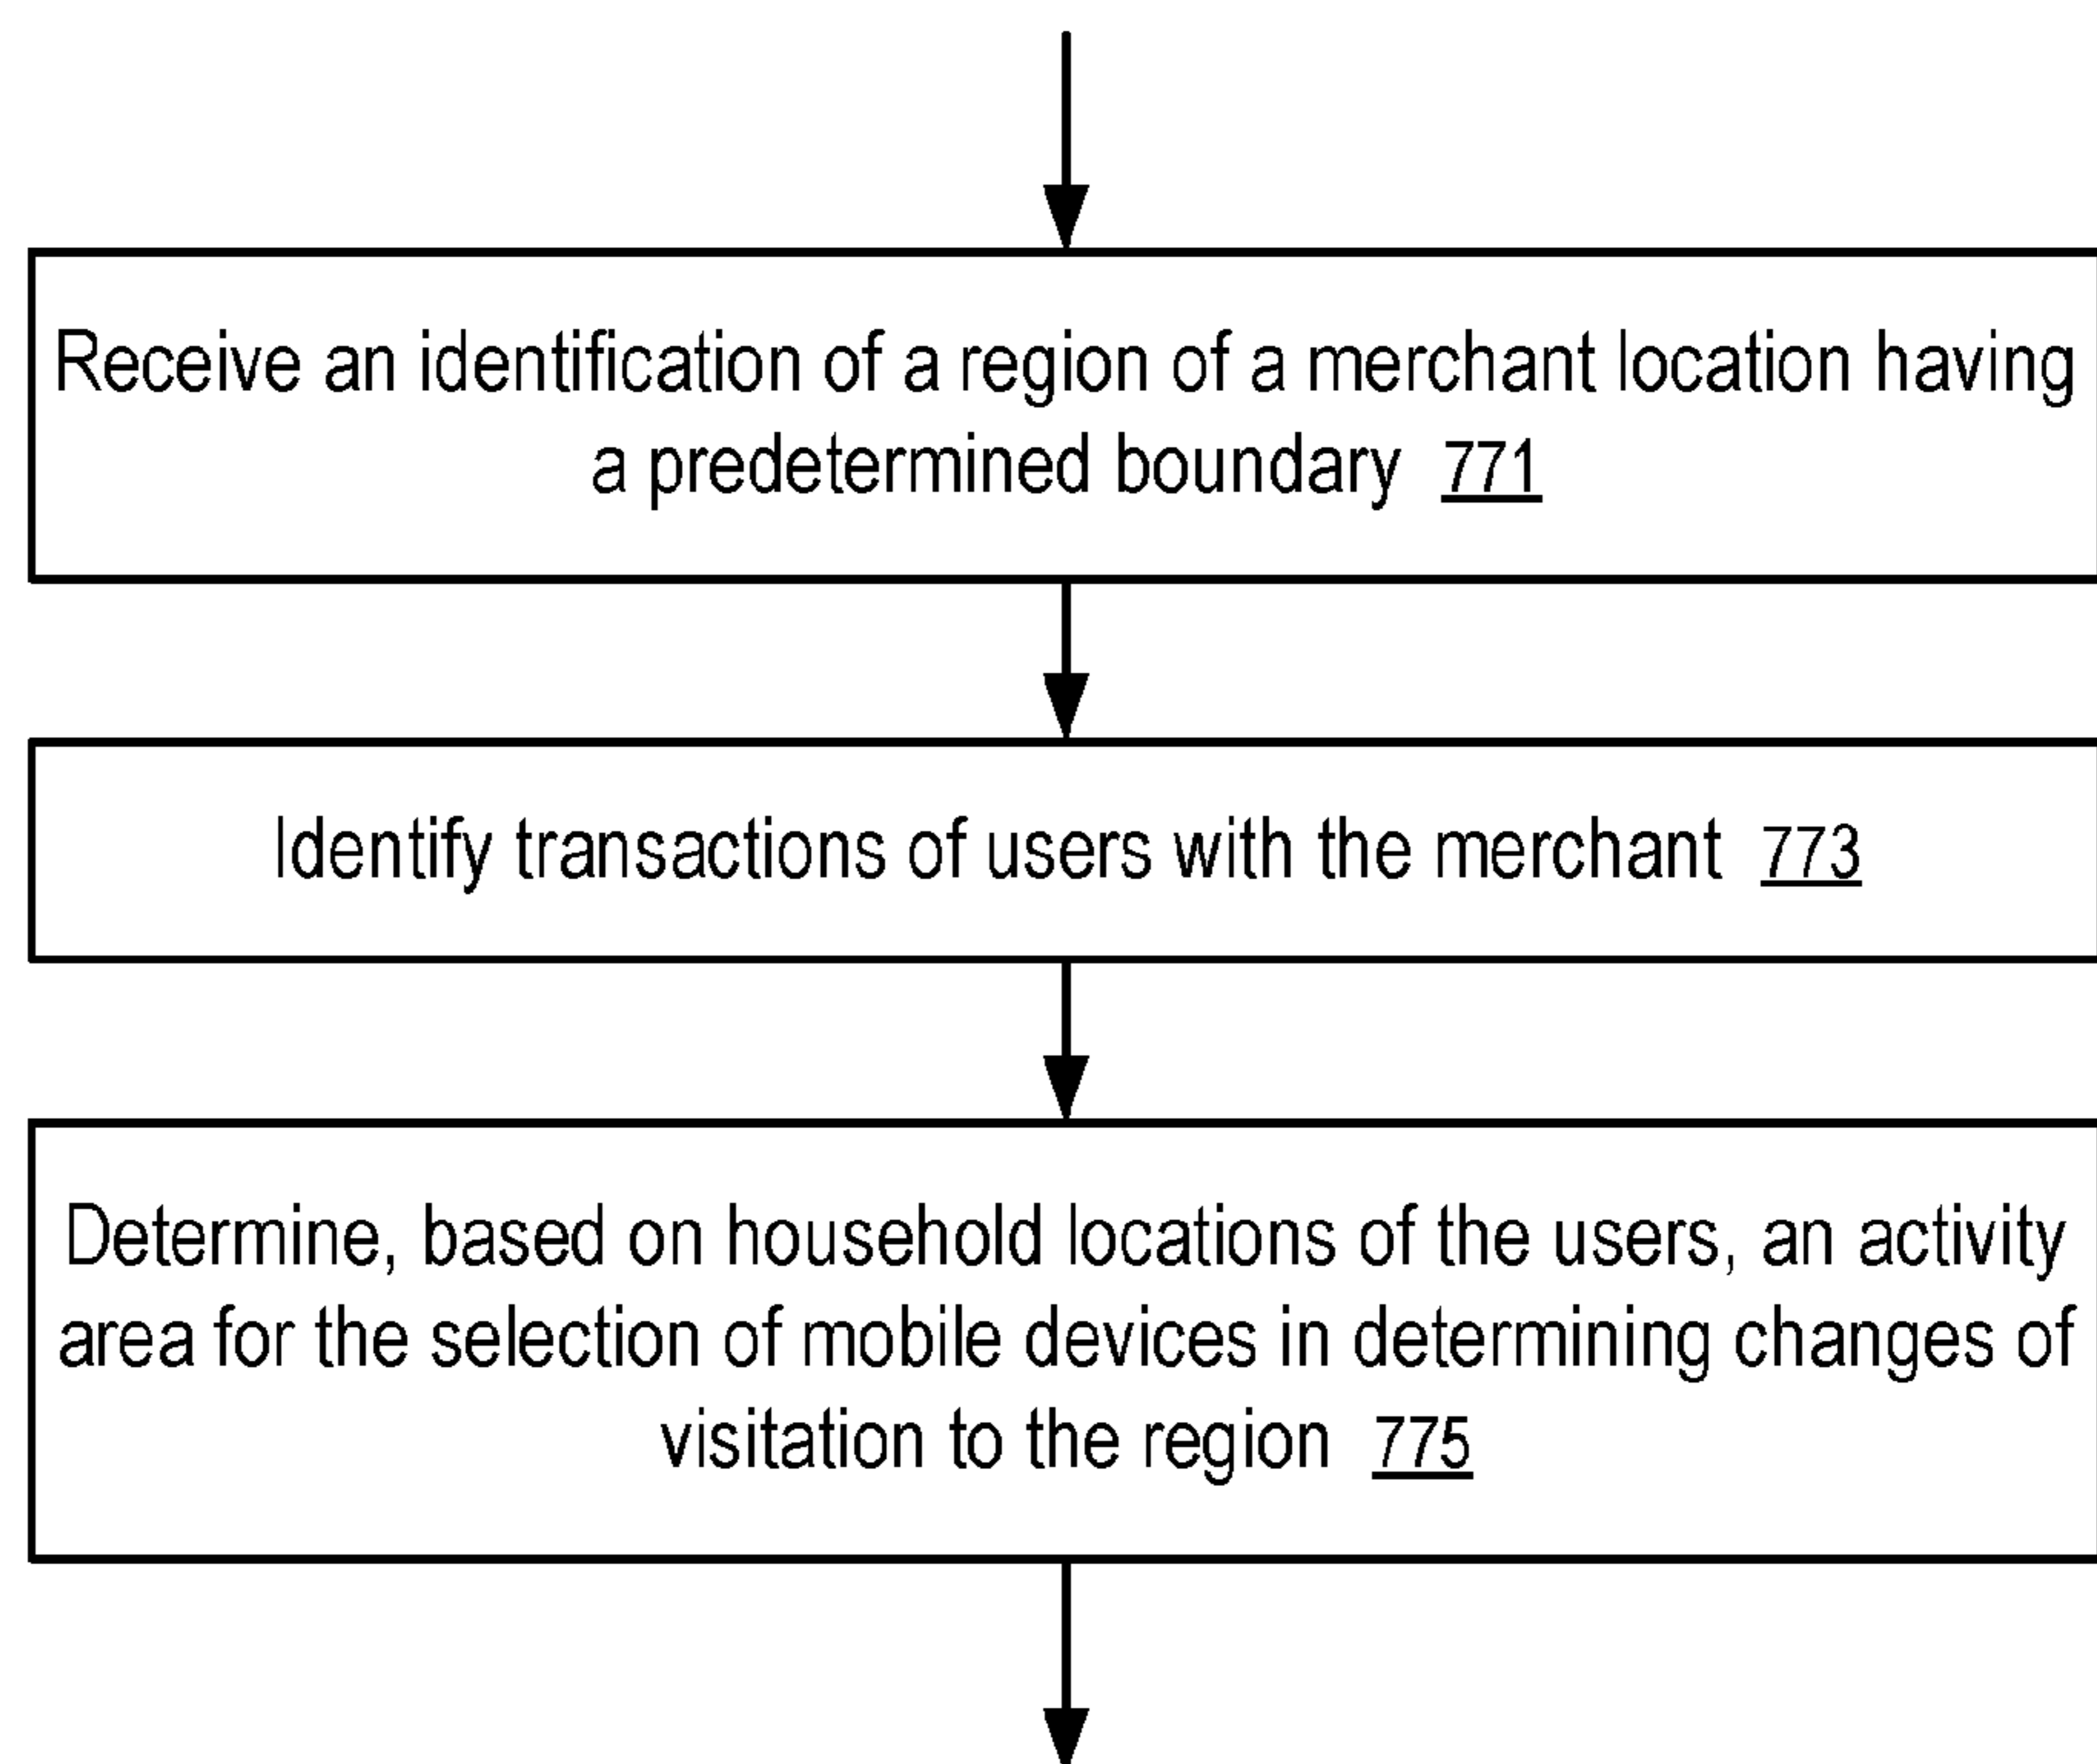 Receive an identification of a region of a merchant location having
a predetermined boundary 771
Identify transactions of users with the merchant 773
Determine, based on household locations of the users, an activity
area for the selection of mobile devices in determining changes of
visitation to the region 775